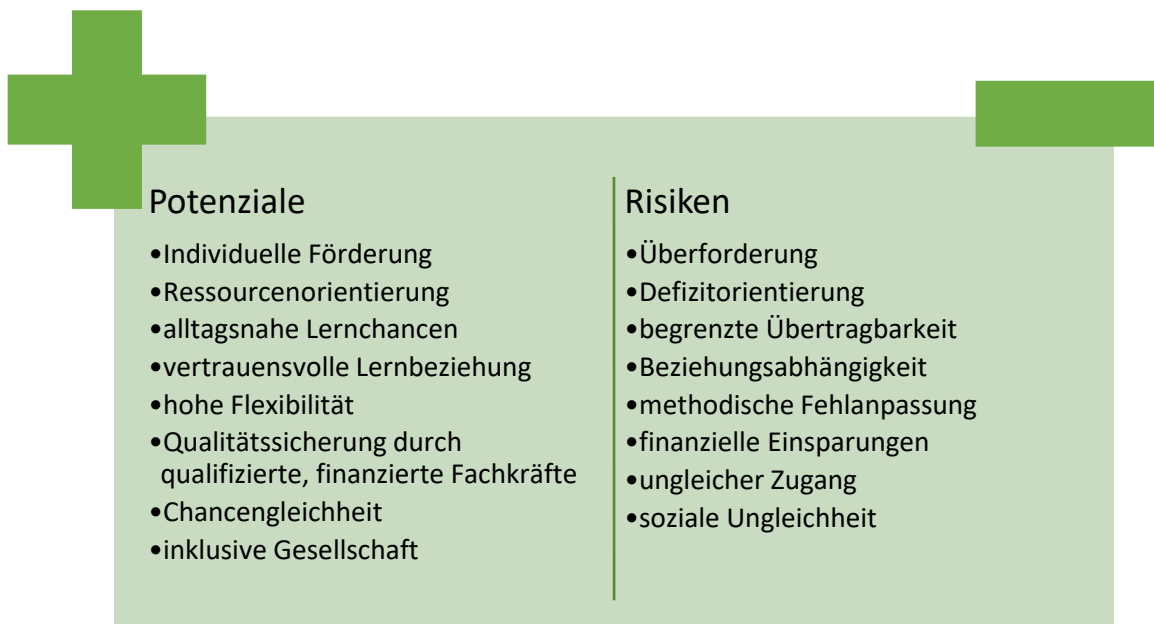 Potenziale
•Individuelle Förderung
•Ressourcenorientierung
•alltagsnahe Lernchancen
•vertrauensvolle Lernbeziehung
•hohe Flexibilität
•Qualitätssicherung durch
qualifizierte, finanzierte Fachkräfte
•Chancengleichheit
•inklusive Gesellschaft
Risiken
•Überforderung
•Defizitorientierung
•begrenzte Übertragbarkeit
•Beziehungsabhängigkeit
•methodische Fehlanpassung
•finanzielle Einsparungen
•ungleicher Zugang
•soziale Ungleichheit